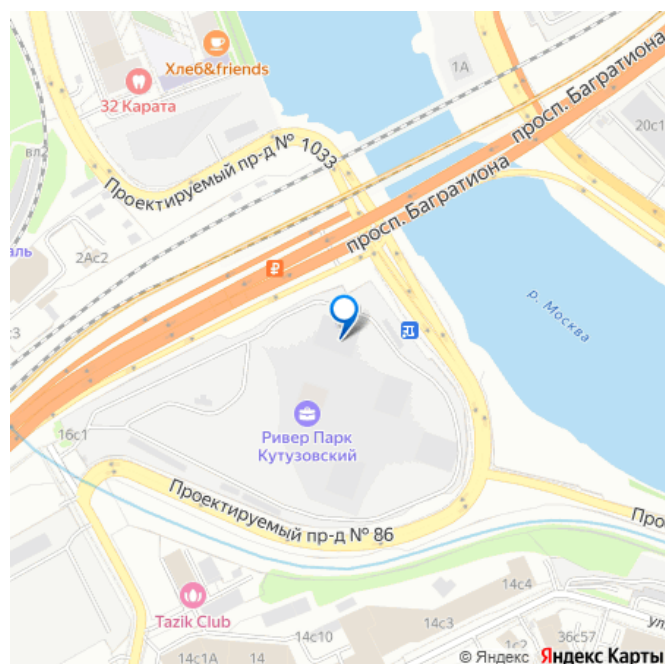 1А
Хлеб&friends
32 Карата
просп. Багратиона
20с1
Проектируемый пр-д № 1033
просп. Багратиона
2Ас2
р. Москва
Ривер Парк
Кутузовский
16с1
Проектируемый пр-д № 86
14с4
Tazik Club
14с10
14с3
14с1А
14
1с2
36с57
© Яндекс Яндекс Карты